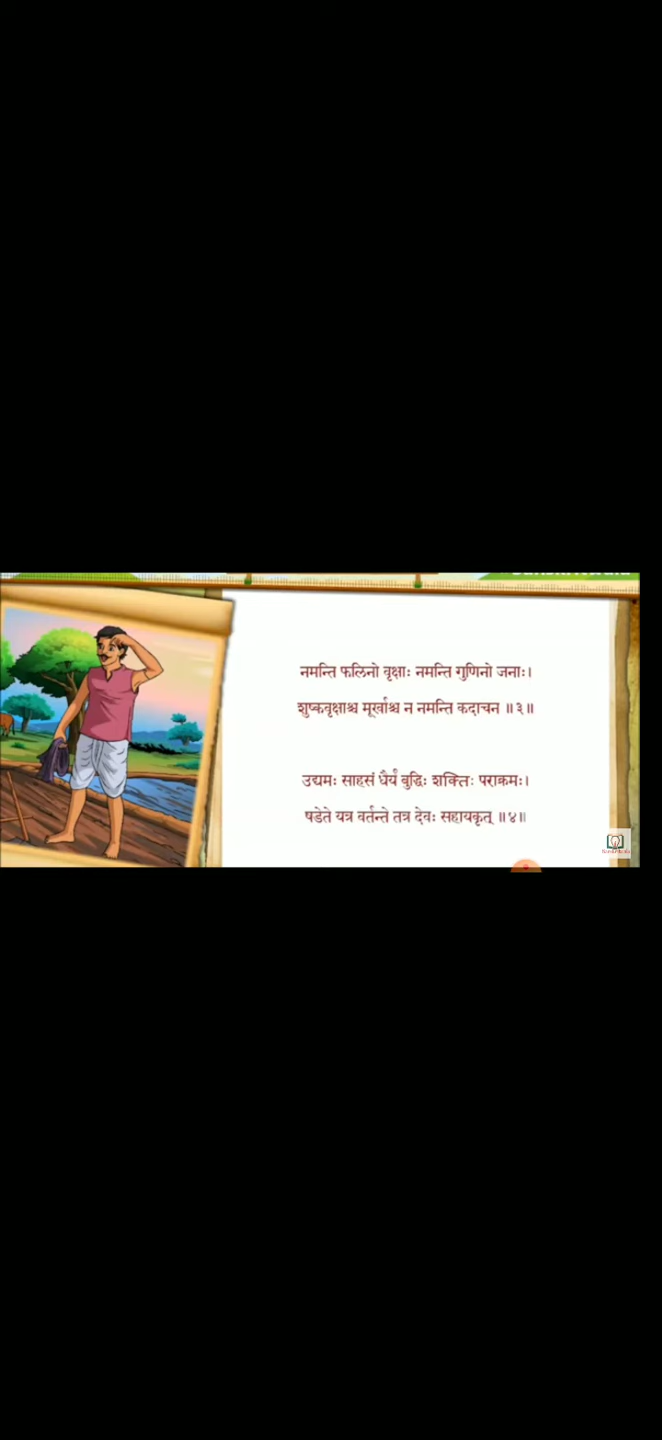 नमन्ति फलिनो वृक्षाः नमन्ति गुणिनो जनाः।
शुष्कवृक्षाश्च मूर्खाश्च न नमन्ति कदाचन ॥३॥
उद्यमः साहसं धैर्यं बुद्धिः शक्तिः पराक्रमः।
षडेते यत्र वर्तन्ते तत्र देवः सहायकृत् ॥४॥